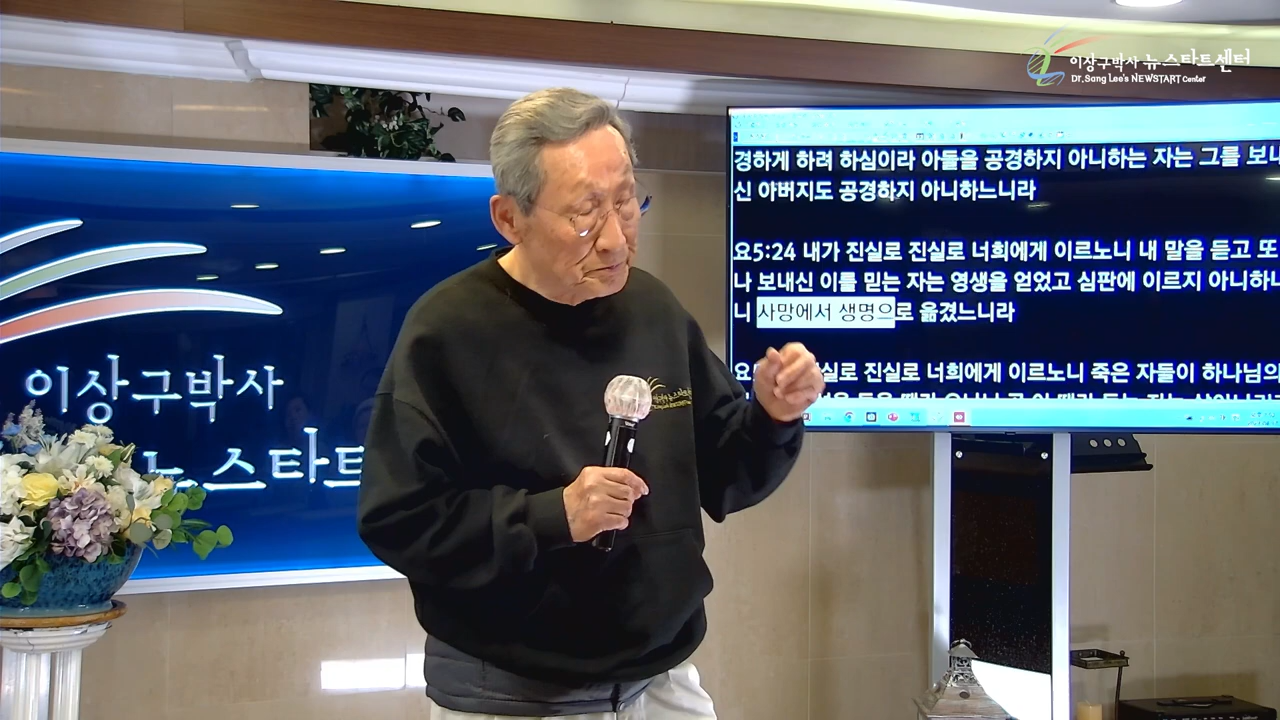 이상구박사 뉴스타트센터
Dr. Sang Lee's NEWSTART Center
경하게 하려 하심이라 아들을 공경하지 아니하는 자는 그를 보내
신 아버지도 공경하지 아니하느니라
요5:24 내가 진실로 진실로 너희에게 이르노니 내 말을 듣고 또
나 보내신 이를 믿는 자는 영생을 얻었고 심판에 이르지 아니하나
니 사망에서 생명으로 옮겼느니라
진실로 너희에게 이르노니 죽은 자들이 하나님의
이상구박사
뉴스타트